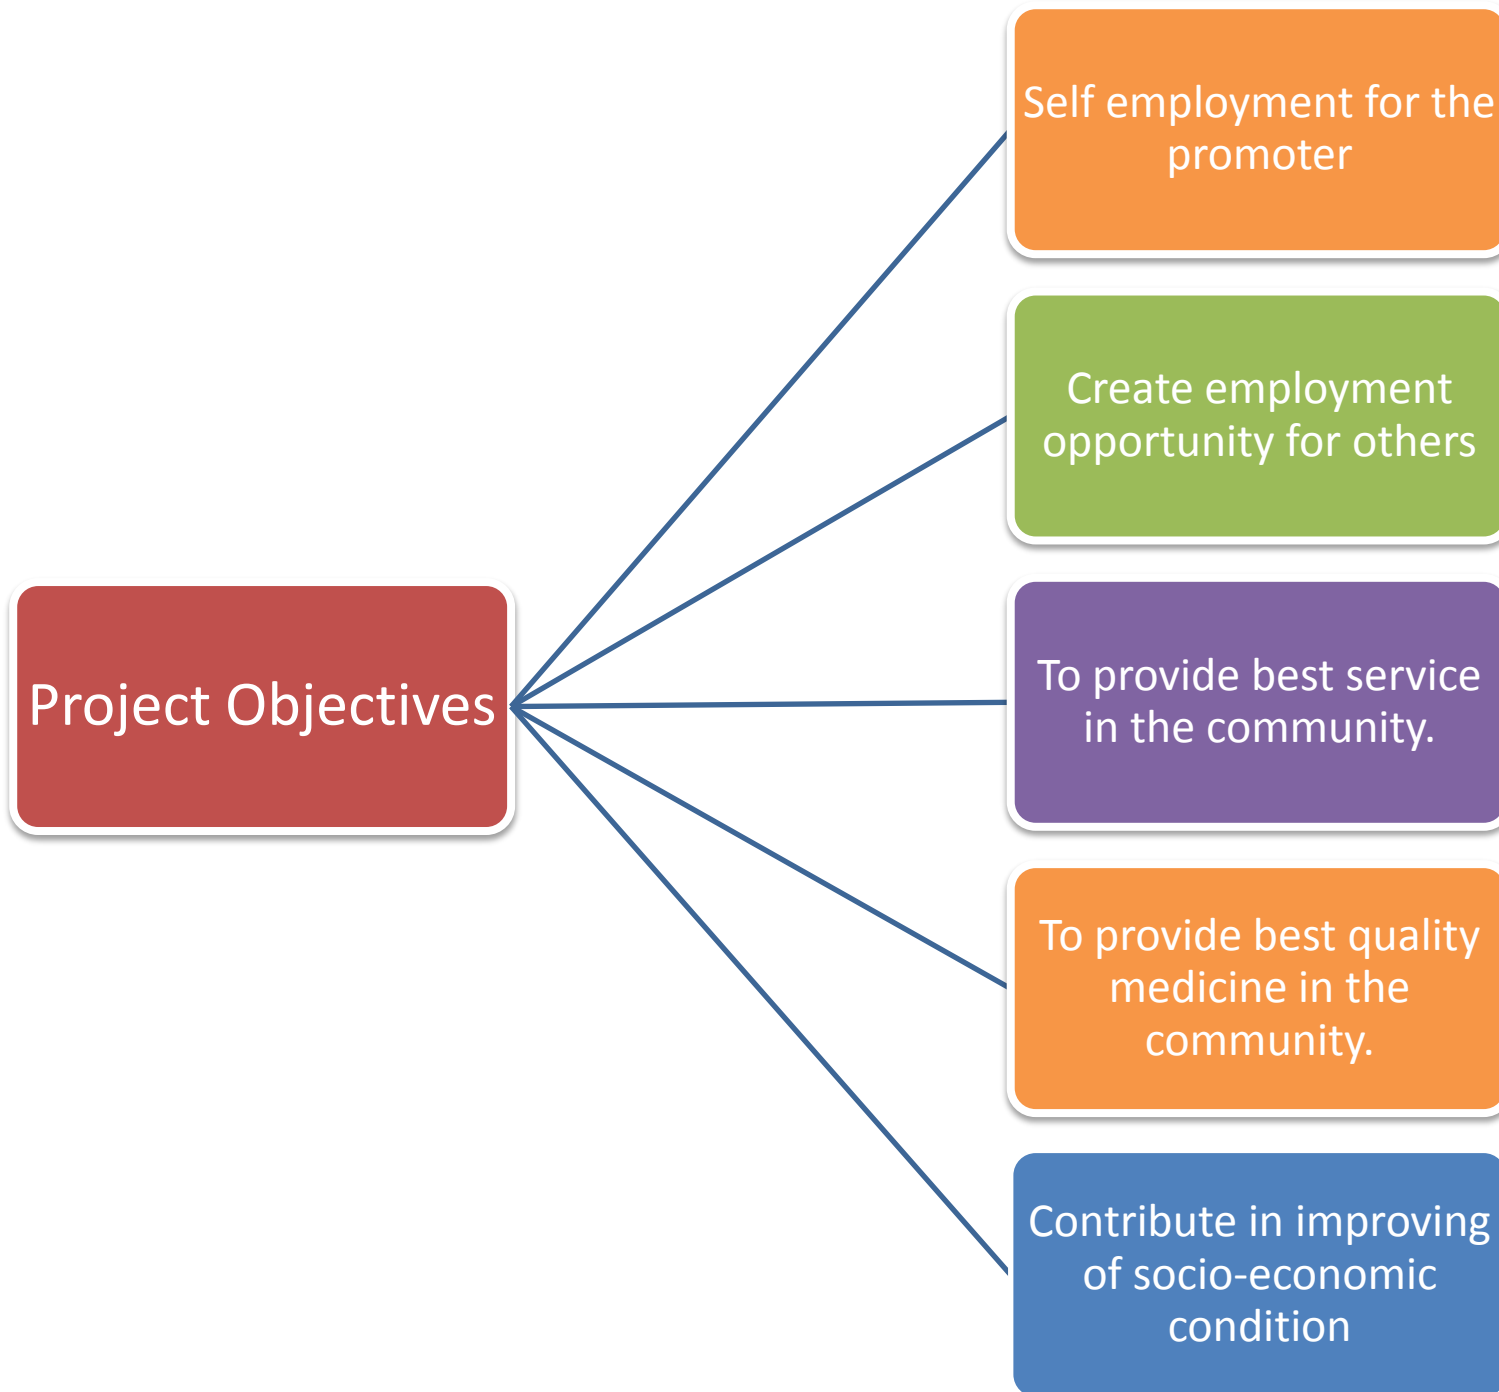 Project Objectives
Self employment for the
promoter
Create employment
opportunity for others
To provide best service
in the community.
To provide best quality
medicine in the
community.
Contribute in improving
of socio-economic
condition